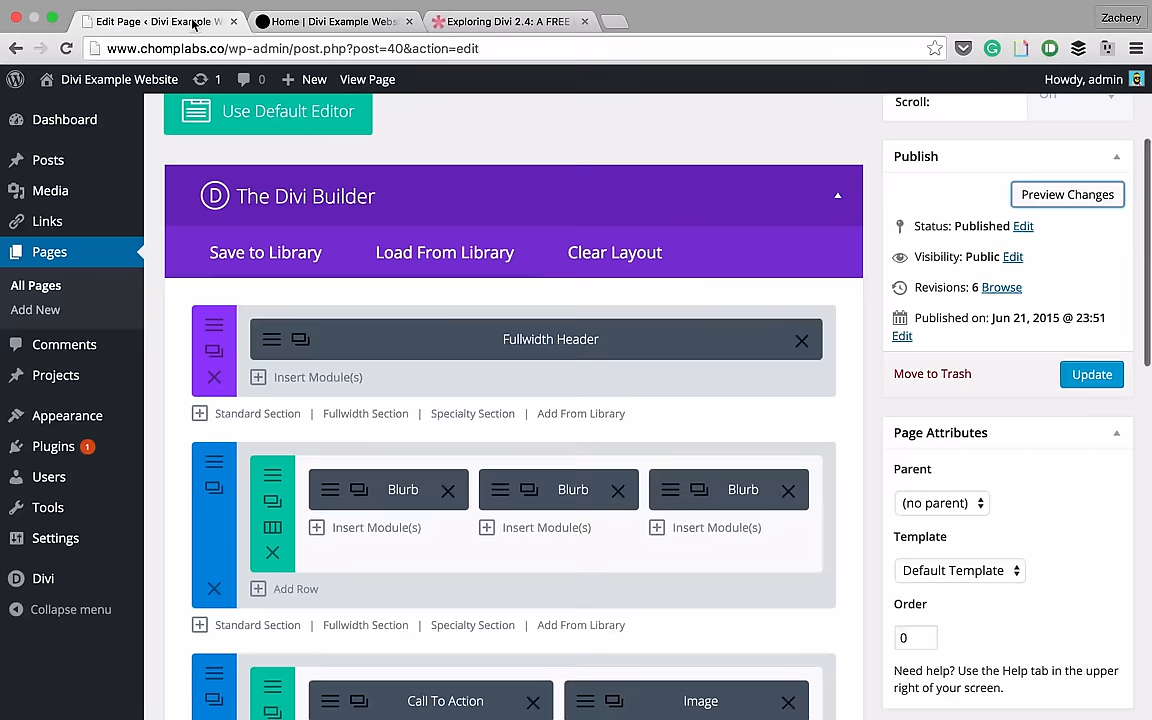 Edit Page ‹ Divi Example W
Home | Divi Example Webs
Exploring Divi 2.4: A FREE
Zachery
www.chomplabs.co/wp-admin/post.php?post=40&action=edit
Divi Example Website 1 0 New View Page
Howdy, admin
Dashboard
Posts
Media
Links
Pages
All Pages
Add New
Comments
Projects
Appearance
Plugins 1
Users
Tools
Settings
Divi
Collapse menu
Use Default Editor
D The Divi Builder
Save to Library Load From Library Clear Layout
Fullwidth Header
Insert Module(s)
Standard Section | Fullwidth Section | Specialty Section | Add From Library
Blurb Blurb Blurb
Insert Module(s) Insert Module(s) Insert Module(s)
Add Row
Standard Section | Fullwidth Section | Specialty Section | Add From Library
Call To Action Image
Scroll:
On
Publish
Preview Changes
Status: Published Edit
Visibility: Public Edit
Revisions: 6 Browse
Published on: Jun 21, 2015 @ 23:51
Edit
Move to Trash Update
Page Attributes
Parent
(no parent)
Template
Default Template
Order
0
Need help? Use the Help tab in the upper
right of your screen.